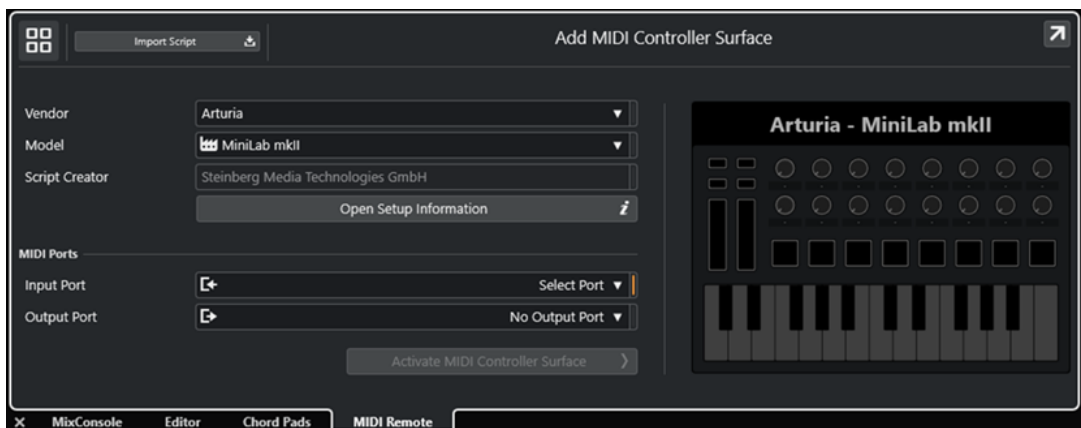 Import Script
Add MIDI Controller Surface
Vendor
Arturia
Model
MiniLab mkII
Script Creator
Steinberg Media Technologies GmbH
Open Setup Information
MIDI Ports
Input Port
Select Port
Output Port
No Output Port
Activate MIDI Controller Surface
Arturia - MiniLab mkII
MixConsole Editor Chord Pads MIDI Remote